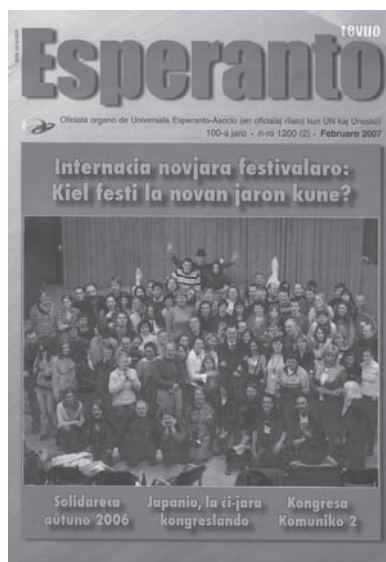 revuo
Esperanto
Oficiala organo de Universala Esperanto-Asocio (en oficialaj rilatoj kun UN kaj Unesko)
100-a jaro - n-ro 1200 (2) - Februaro 2007
Internacia novjara festivalaro:
Kiel festi la novan jaron kune?
Solidareca
aŭtuno 2006
Japanio, la ĉi-jara
kongreslando
Kongresa
Komuniko 2